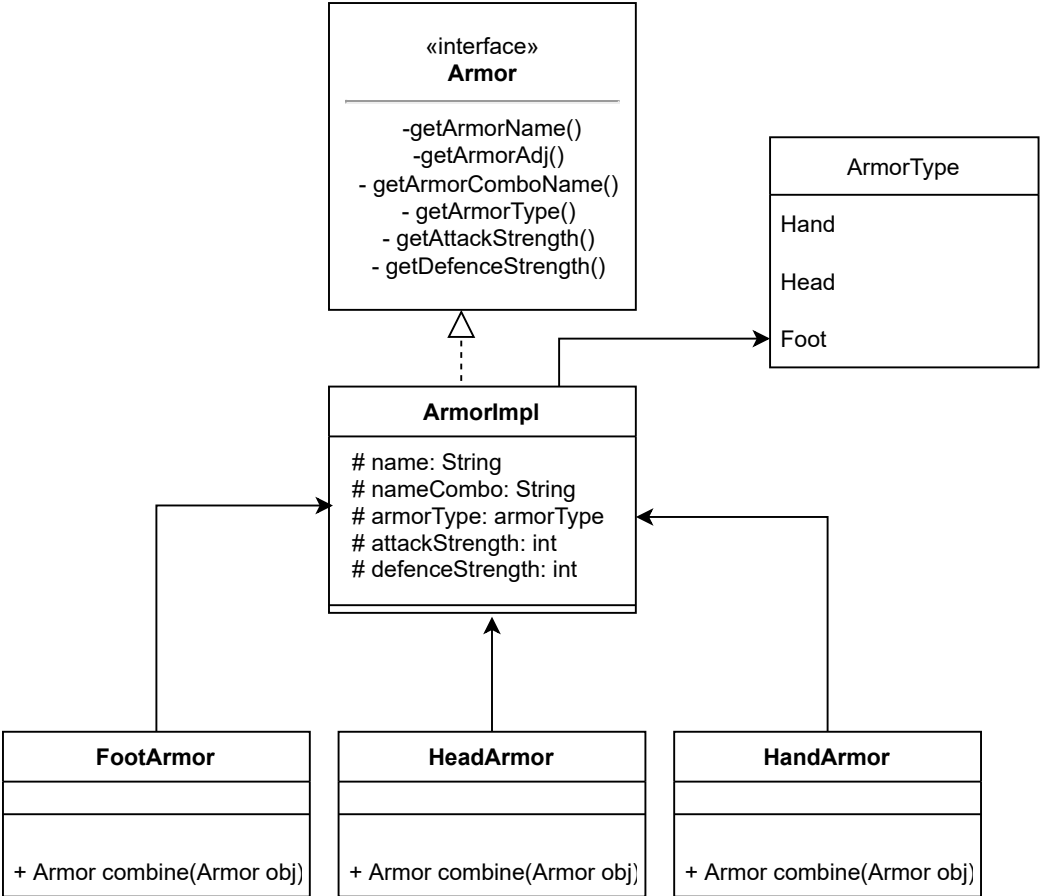 «interface»
Armor
-getArmorName()
-getArmorAdj()
- getArmorComboName()
- getArmorType()
- getAttackStrength()
- getDefenceStrength()
ArmorType
Hand
Head
Foot
ArmorImpl
# name: String
# nameCombo: String
# armorType: armorType
# attackStrength: int
# defenceStrength: int
FootArmor
+ Armor combine(Armor obj)
HeadArmor
+ Armor combine(Armor obj)
HandArmor
+ Armor combine(Armor obj)